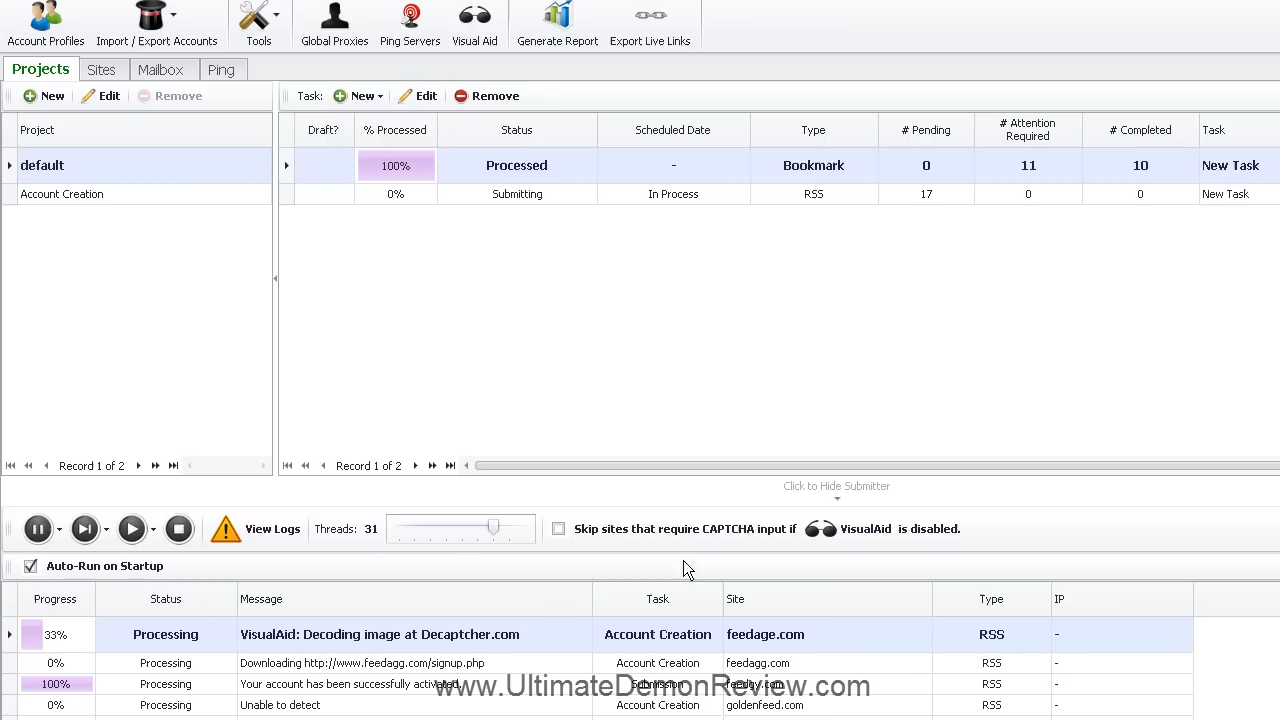 Account Profiles Import / Export Accounts Tools Global Proxies Ping Servers Visual Aid Generate Report Export Live Links
Projects Sites Mailbox Ping
New Edit Remove Task: New Edit Remove
Project Draft? % Processed Status Scheduled Date Type # Pending # Attention Required # Completed Task
default 100% Processed - Bookmark 0 11 10 New Task
Account Creation 0% Submitting In Process RSS 17 0 0 New Task
Record 1 of 2 Record 1 of 2
Click to Hide Submitter
View Logs Threads: 31 Skip sites that require CAPTCHA input if VisualAid is disabled.
Auto-Run on Startup
Progress Status Message Task Site Type IP
33% Processing VisualAid: Decoding image at Decaptcher.com Account Creation feedage.com RSS -
0% Processing Downloading http://www.feedagg.com/signup.php Account Creation feedagg.com RSS -
100% Processing Your account has been successfully activated. Submission RSS -
www.UltimateDemonReview.com
0% Processing Unable to detect Account Creation goldenfeed.com RSS -